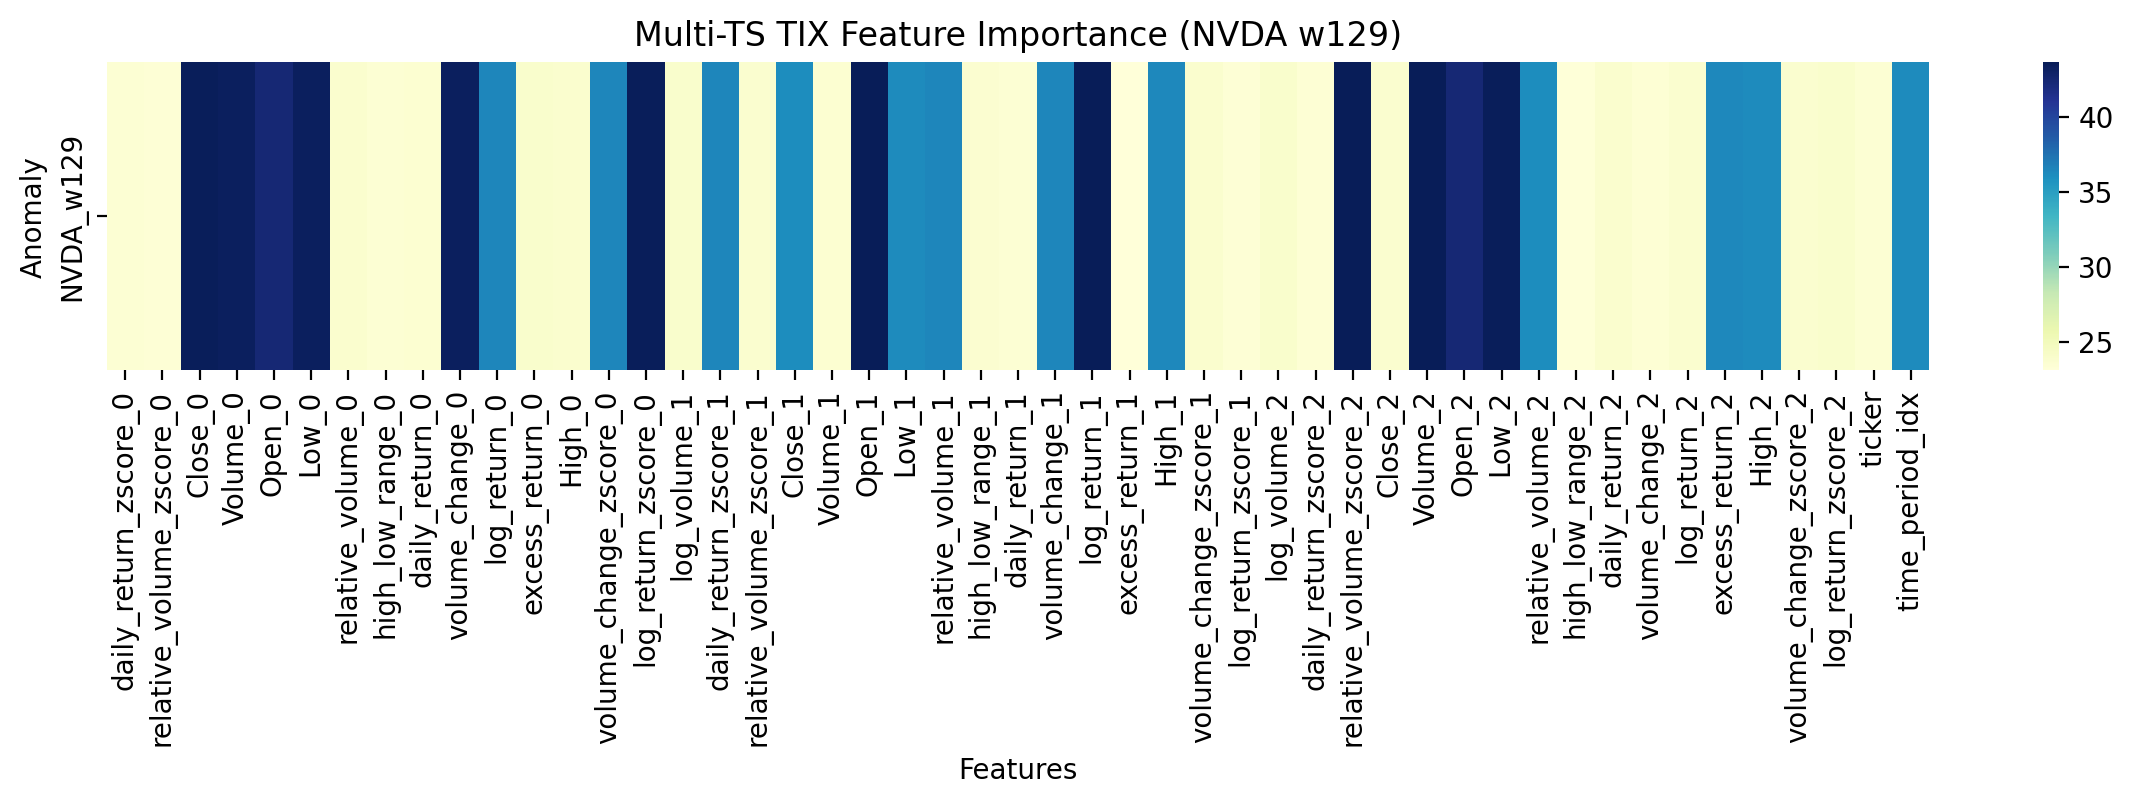 Multi-TS TIX Feature Importance (NVDA w129)
Anomaly
NVDA_w129
40
35
30
25
daily_return_zscore_0
relative_volume_zscore_0
Close_0
Volume_0
Open_0
Low_0
relative_volume_0
high_low_range_0
daily_return_0
volume_change_0
log_return_0
excess_return_0
High_0
volume_change_zscore_0
log_return_zscore_0
log_volume_1
daily_return_zscore_1
relative_volume_zscore_1
Close_1
Volume_1
Open_1
Low_1
relative_volume_1
high_low_range_1
daily_return_1
volume_change_1
log_return_1
excess_return_1
High_1
volume_change_zscore_1
log_return_zscore_1
log_volume_2
daily_return_zscore_2
relative_volume_zscore_2
Close_2
Volume_2
Open_2
Low_2
relative_volume_2
high_low_range_2
daily_return_2
volume_change_2
log_return_2
excess_return_2
High_2
volume_change_zscore_2
log_return_zscore_2
ticker
time_period_idx
Features